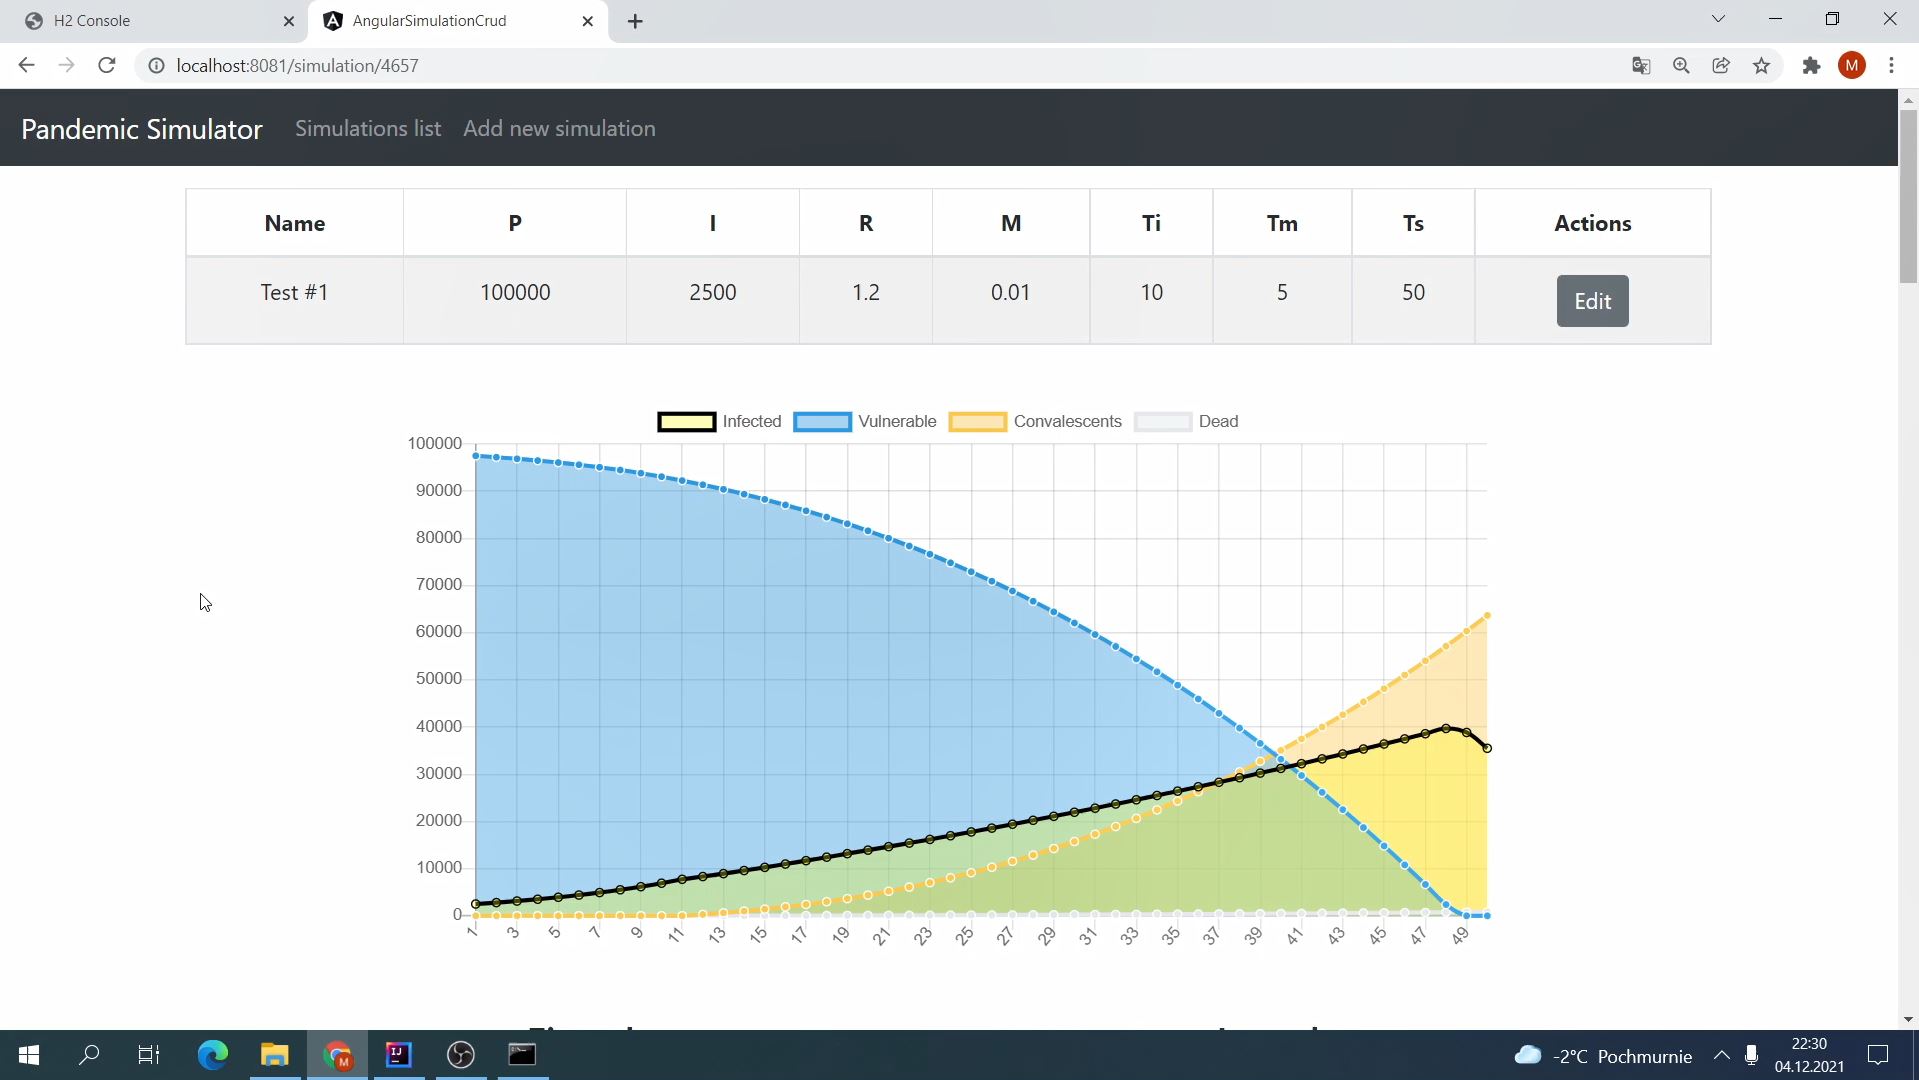 H2 Console
AngularSimulationCrud
localhost:8081/simulation/4657
M
Pandemic Simulator Simulations list Add new simulation
Name P I R M Ti Tm Ts Actions
Test #1 100000 2500 1.2 0.01 10 5 50 Edit
Infected Vulnerable Convalescents Dead
100000
90000
80000
70000
60000
50000
40000
30000
20000
10000
0
1 3 5 7 9 11 13 15 17 19 21 23 25 27 29 31 33 35 37 39 41 43 45 47 49
M
IJ
-2°C Pochmurnie
22:30
04.12.2021